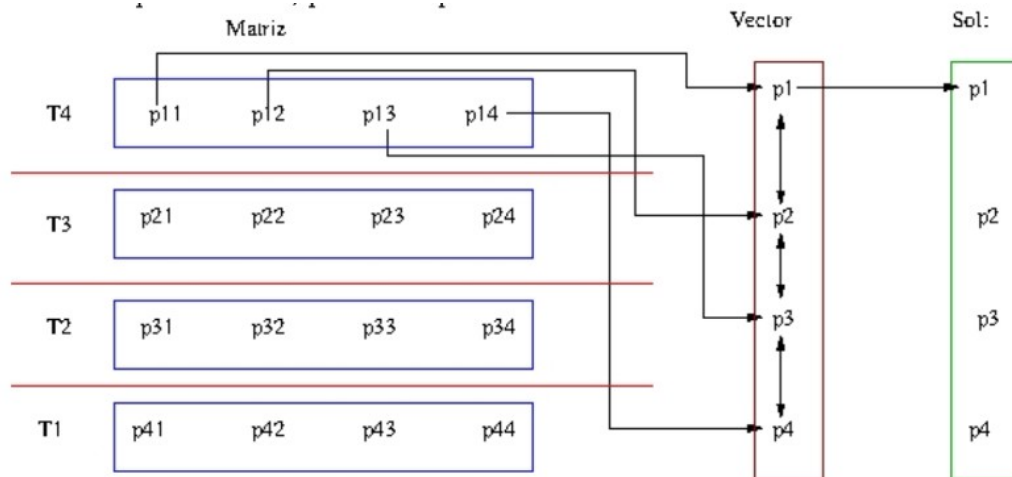 Matriz Vector Sol:
T4 p11 p12 p13 p14 p1 p1
T3 p21 p22 p23 p24 p2 p2
T2 p31 p32 p33 p34 p3 p3
T1 p41 p42 p43 p44 p4 p4